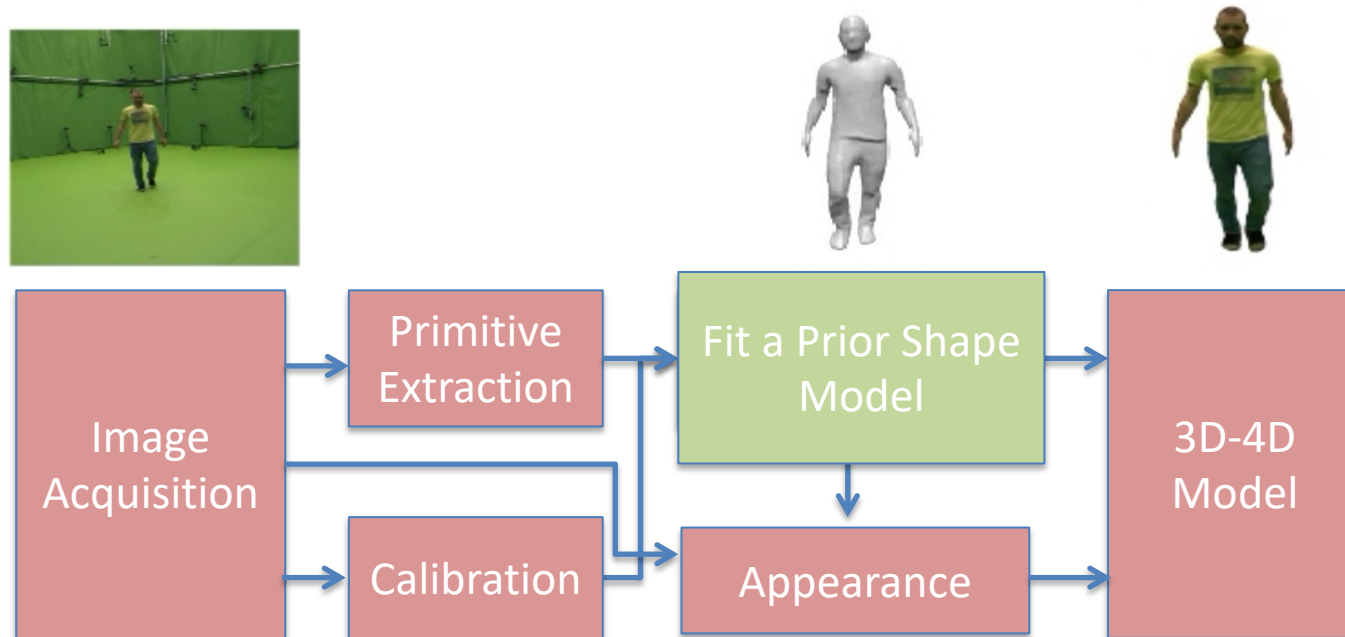 Image
Acquisition
Primitive
Extraction
Calibration
Fit a Prior Shape
Model
Appearance
3D-4D
Model